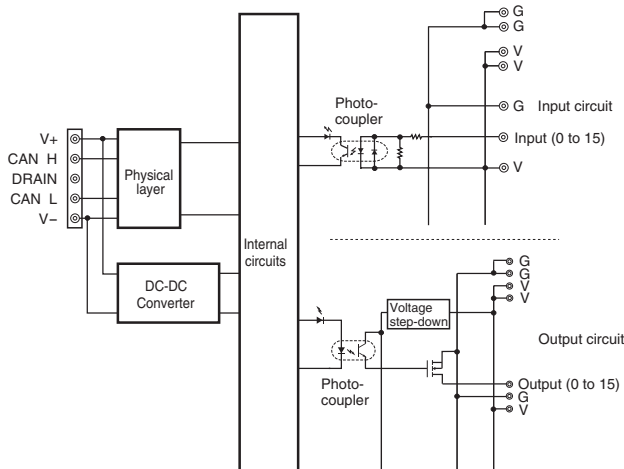 G
G
V
V
Photo-
coupler
G Input circuit
V+
Input (0 to 15)
CAN H
DRAIN
Physical
layer
V
CAN L
V–
Internal
circuits
G
G
V
V
DC-DC
Converter
Voltage
step-down
Output circuit
Photo-
coupler
Output (0 to 15)
G
V